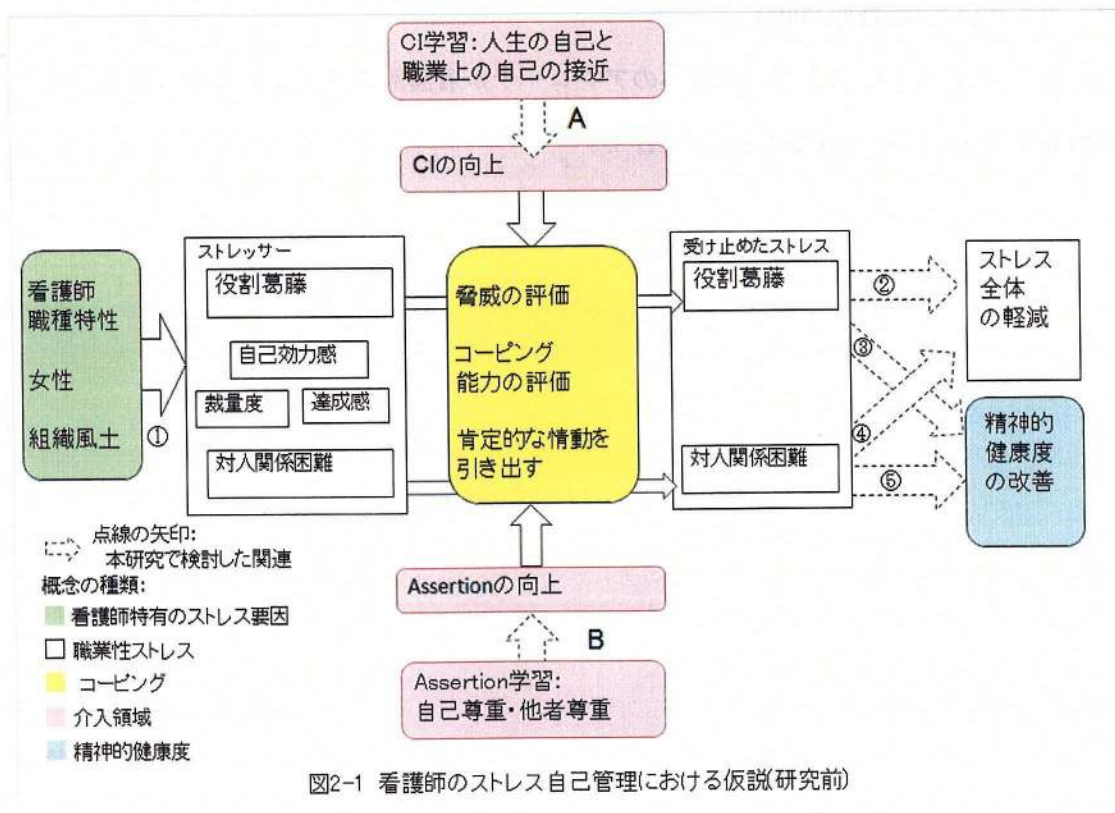 CI学習:人生の自己と
職業上の自己の接近
A
CIの向上
看護師
職種特性
女性
組織風土
①
ストレッサー
役割葛藤
自己効力感
裁量度
達成感
対人関係困難
脅威の評価
コーピング
能力の評価
肯定的な情動を
引き出す
受け止めたストレス
役割葛藤
対人関係困難
②
③
④
⑤
ストレス
全体
の軽減
精神的
健康度
の改善
Assertionの向上
B
Assertion学習:
自己尊重・他者尊重
点線の矢印:
本研究で検討した関連
概念の種類:
看護師特有のストレス要因
職業性ストレス
コーピング
介入領域
精神的健康度
図2-1 看護師のストレス自己管理における仮説(研究前)